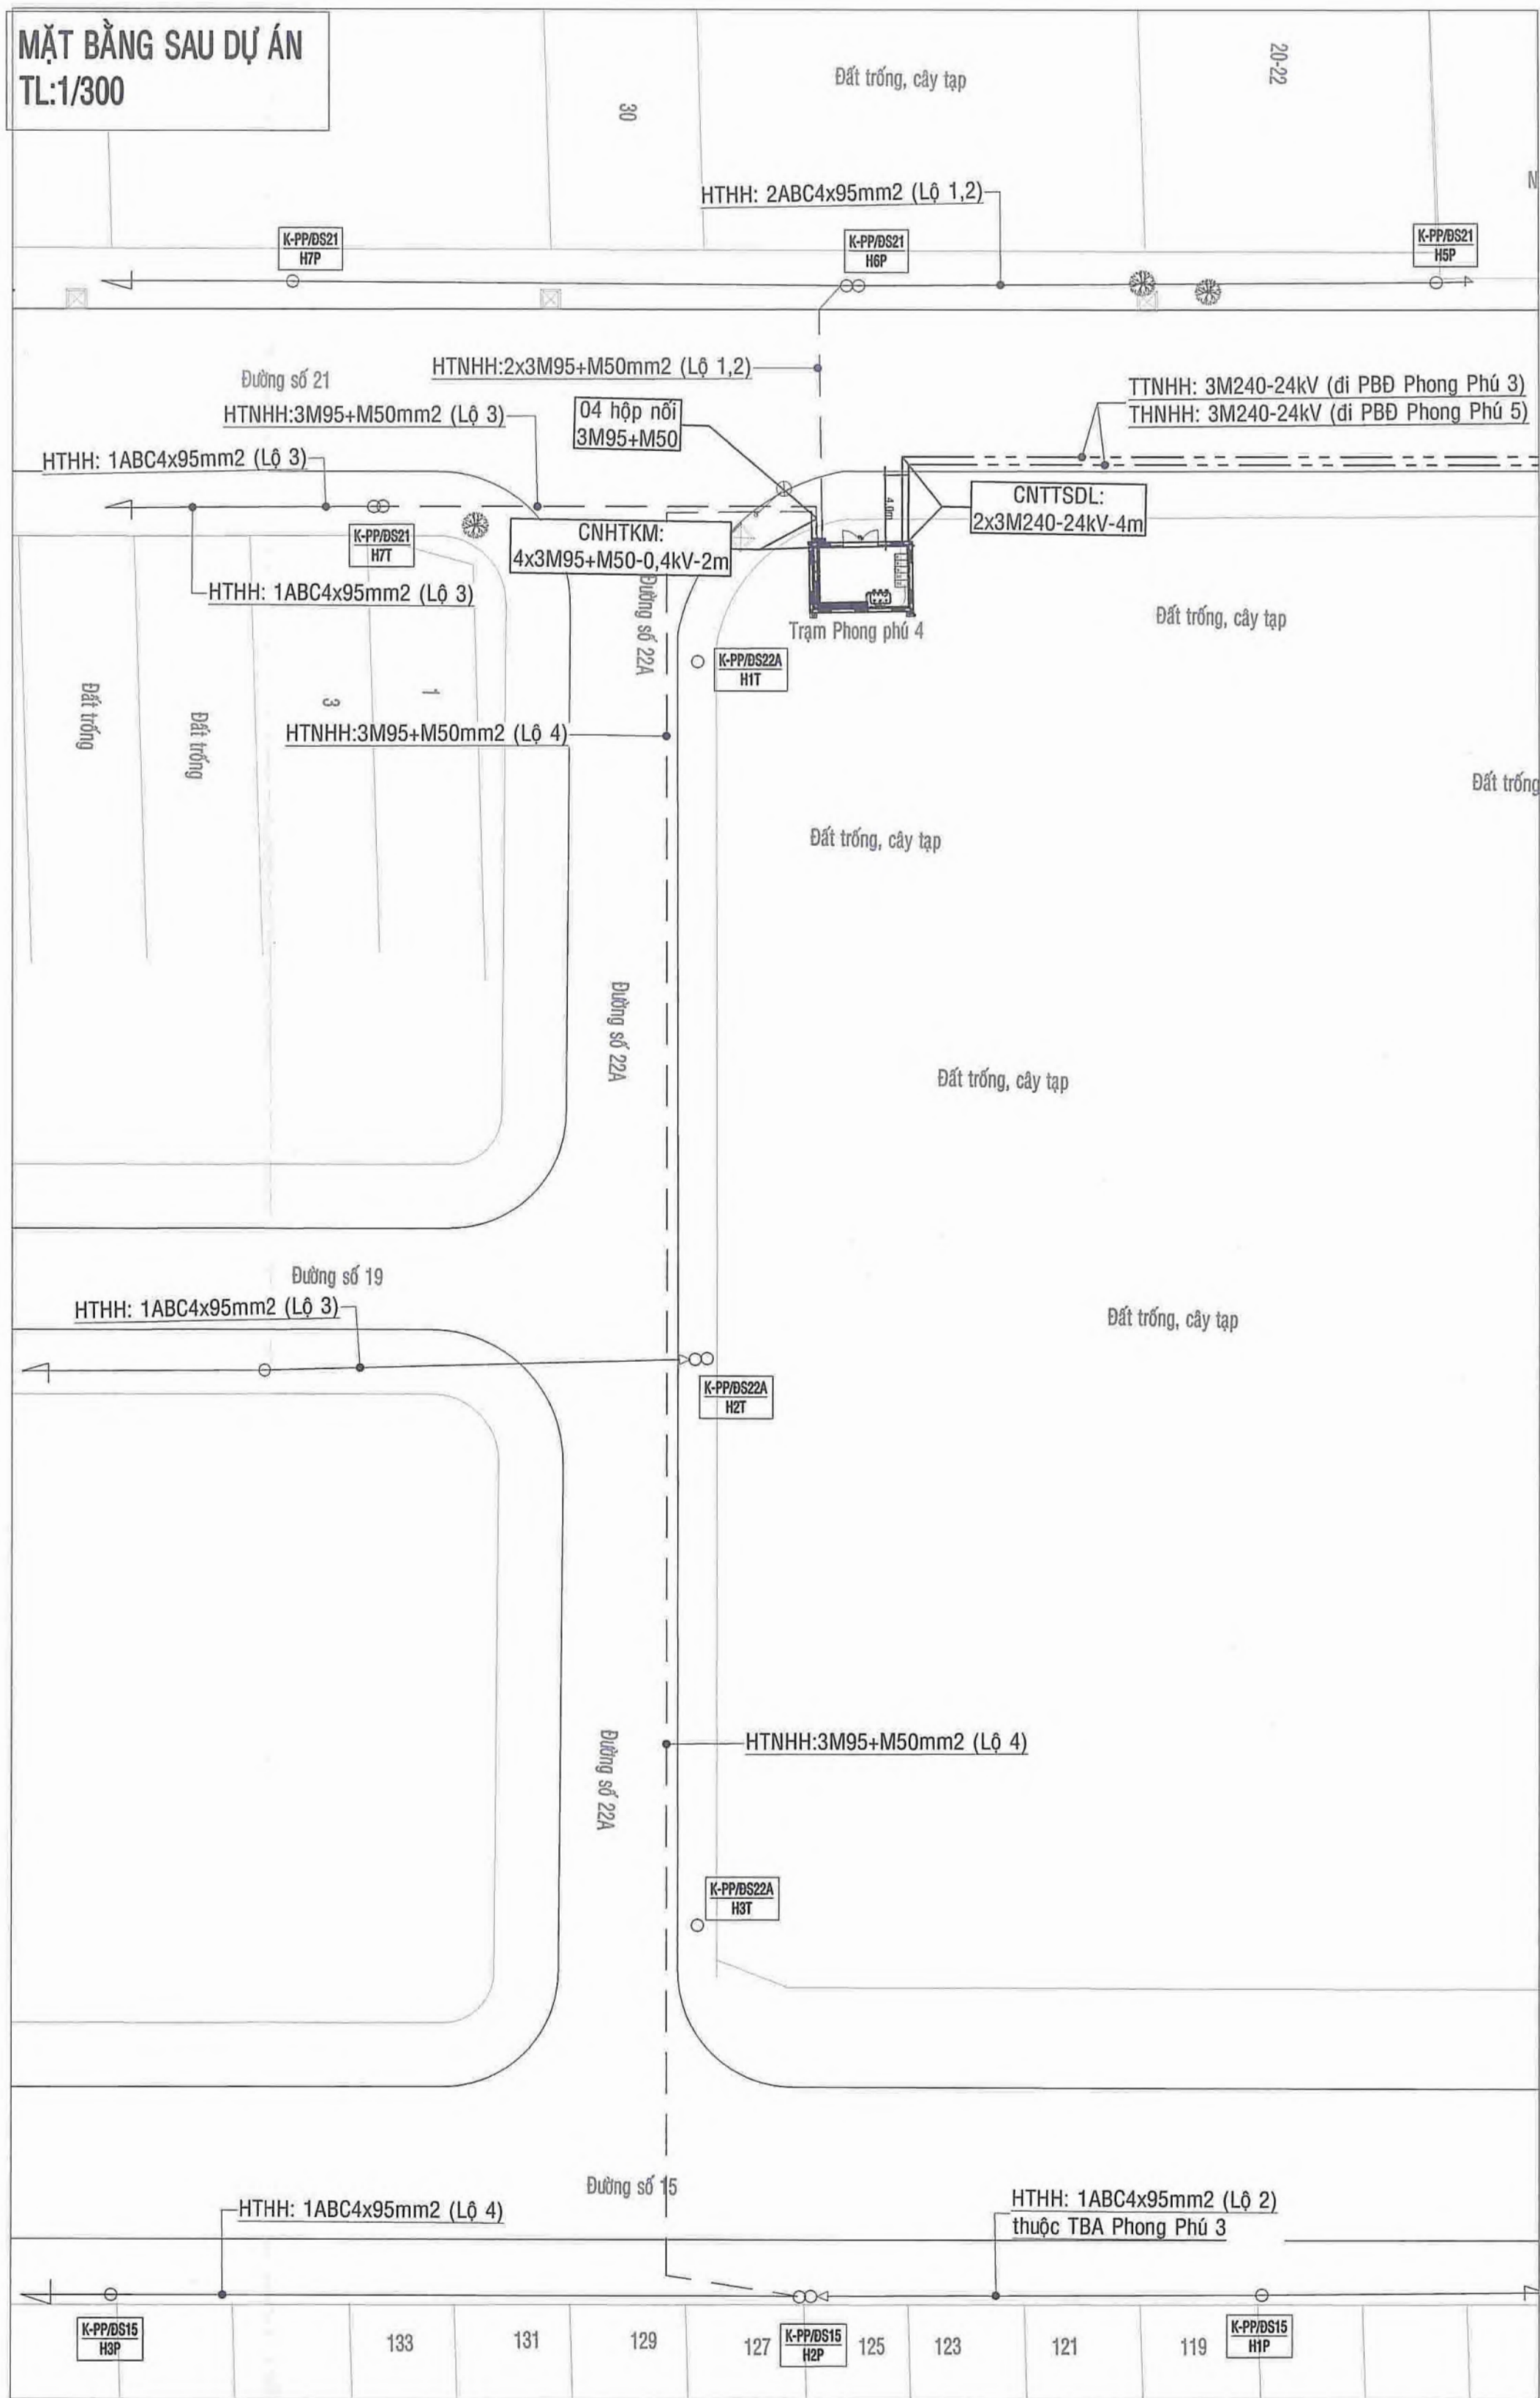 MẶT BẰNG SAU DỰ ÁN
TL:1/300
Đất trống, cây tạp
20-22
30
HTHH: 2ABC4x95mm2 (Lộ 1,2)
N
K-PP/ĐS21
H7P
K-PP/ĐS21
H6P
K-PP/ĐS21
H5P
HTNHH:2x3M95+M50mm2 (Lộ 1,2)
Đường số 21
TTNHH: 3M240-24kV (đi PBĐ Phong Phú 3)
THNHH: 3M240-24kV (đi PBĐ Phong Phú 5)
HTNHH:3M95+M50mm2 (Lộ 3)
04 hộp nối
3M95+M50
HTHH: 1ABC4x95mm2 (Lộ 3)
CNTTSDL:
2x3M240-24kV-4m
4,0m
K-PP/ĐS21
H7T
CNHTKM:
4x3M95+M50-0,4kV-2m
HTHH: 1ABC4x95mm2 (Lộ 3)
Đường số 22A
Trạm Phong phú 4
Đất trống, cây tạp
K-PP/ĐS22A
H1T
Đất trống
Đất trống
3
1
HTNHH:3M95+M50mm2 (Lộ 4)
Đất trống
Đất trống, cây tạp
Đường số 22A
Đất trống, cây tạp
Đường số 19
HTHH: 1ABC4x95mm2 (Lộ 3)
Đất trống, cây tạp
K-PP/ĐS22A
H2T
HTNHH:3M95+M50mm2 (Lộ 4)
Đường số 22A
K-PP/ĐS22A
H3T
Đường số 15
HTHH: 1ABC4x95mm2 (Lộ 4)
HTHH: 1ABC4x95mm2 (Lộ 2)
thuộc TBA Phong Phú 3
K-PP/ĐS15
H3P
133
131
129
127
K-PP/ĐS15
H2P
125
123
121
119
K-PP/ĐS15
H1P